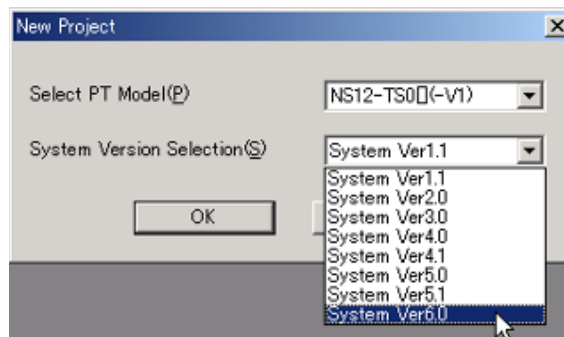 New Project
Select PT Model(P)
NS12-TS0▯(-V1)
System Version Selection(S)
System Ver1.1
System Ver1.1
System Ver2.0
System Ver3.0
System Ver4.0
System Ver4.1
System Ver5.0
System Ver5.1
System Ver6.0
OK